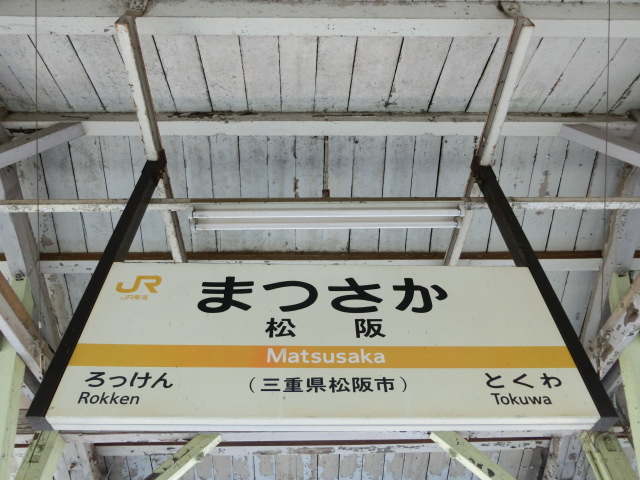 JR
JR東海
まつさか
松 阪
Matsusaka
ろっけん
Rokken
(三重県松阪市)
とくわ
Tokuwa